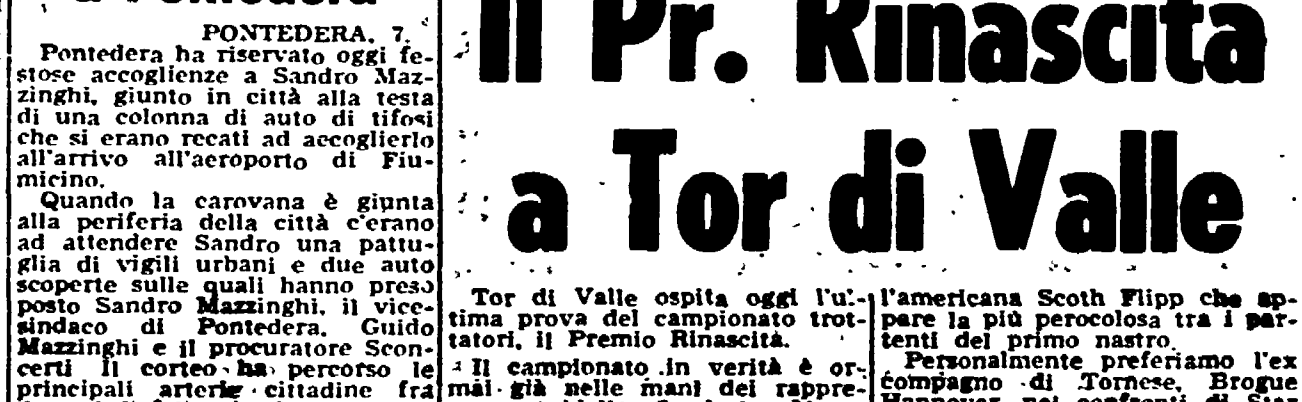 a Pontedera
PONTEDERA, 7.
Pontedera ha riservato oggi fe-
stose accoglienze a Sandro Maz-
zinghi, giunto in città alla testa
di una colonna di auto di tifosi
che si erano recati ad accoglierlo
all'arrivo all'aeroporto di Fiu-
micino.
Quando la carovana è giunta
alla periferia della città c'erano
ad attendere Sandro una pattu-
glia di vigili urbani e due auto
scoperte sulle quali hanno preso
posto Sandro Mazzinghi, il vice-
sindaco di Pontedera, Guido
Mazzinghi e il procuratore Scon-
certi Il corteo ha percorso le
principali arterie cittadine fra
Il Pr. Rinascita
a Tor di Valle
Tor di Valle ospita oggi l'ul-
tima prova del campionato trot-
tatori, il Premio Rinascita.
Il campionato in verità è or-
mai già nelle mani dei rappre-
l'americana Scoth Flipp che ap-
pare la più perocolosa tra i par-
tenti del primo nastro.
Personalmente preferiamo l'ex
compagno di Tornese, Brogue
Hannover nei confronti di Star